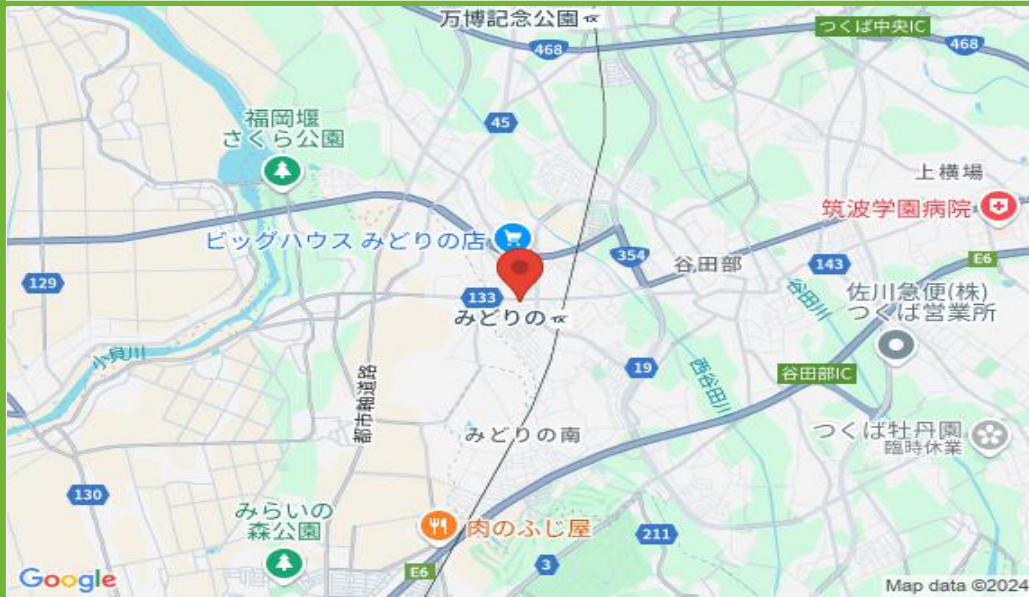 万博記念公園
つくば中央IC
468
468
福岡堰
さくら公園
45
上横場
筑波学園病院
ビッグハウス みどりの店
354
谷田部
143
E6
129
133
みどりの
佐川急便(株)
つくば営業所
谷田川
小貝川
19
西谷田川
谷田部IC
都市軸道路
みどりの南
つくば牡丹園
臨時休業
130
みらいの
森公園
肉のふじ屋
211
3
E6
Google
Map data ©2024